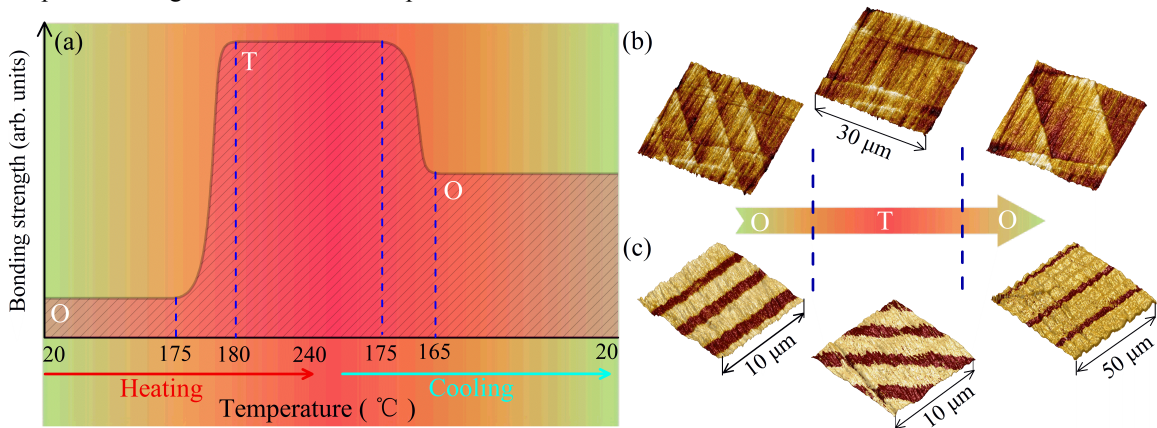 (a)
Bonding strength (arb. units)
T
O
O
20 175 180 240 175 165 20
Heating
Cooling
Temperature ( ℃ )
(b)
30 μm
O T O
(c)
10 μm
10 μm
50 μm